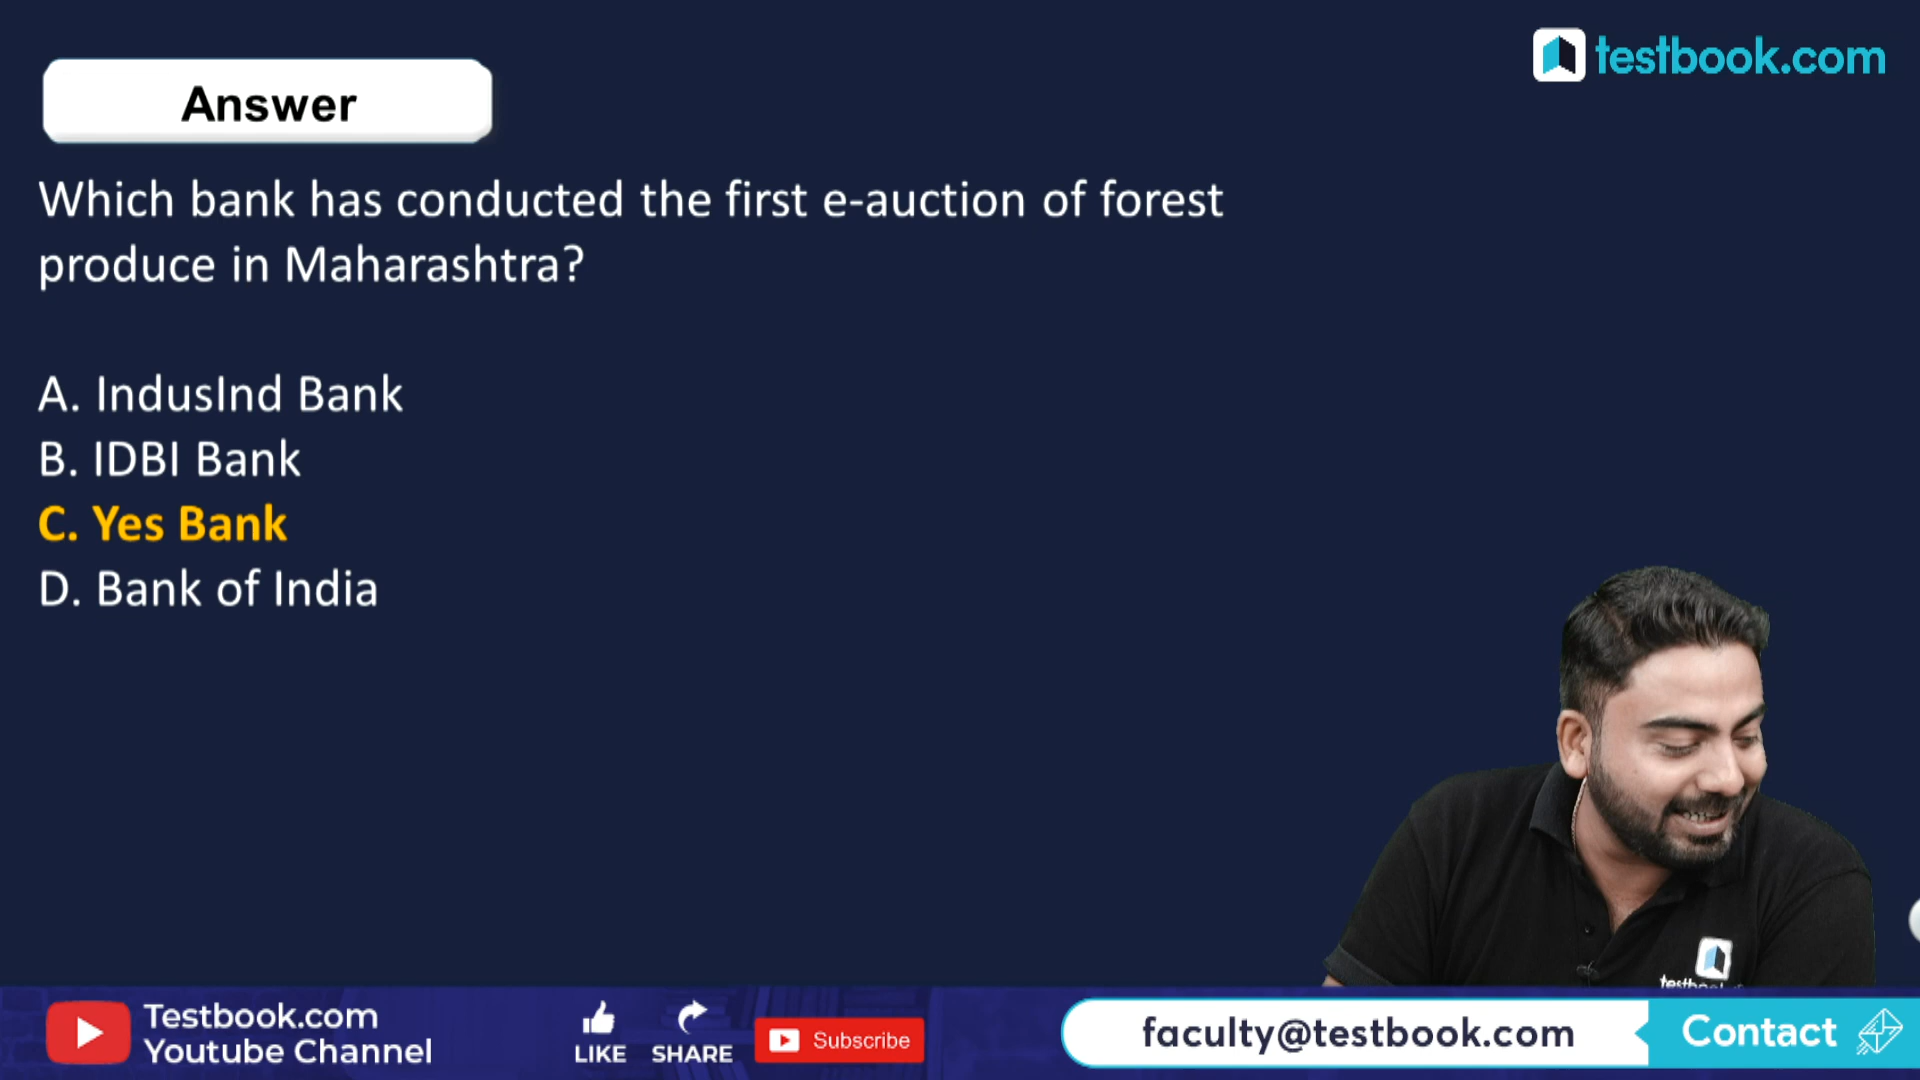 testbook.com
Answer
Which bank has conducted the first e-auction of forest
produce in Maharashtra?
A. IndusInd Bank
B. IDBI Bank
C. Yes Bank
D. Bank of India
Testbook.com
Youtube Channel
LIKE
SHARE
Subscribe
faculty@testbook.com
Contact